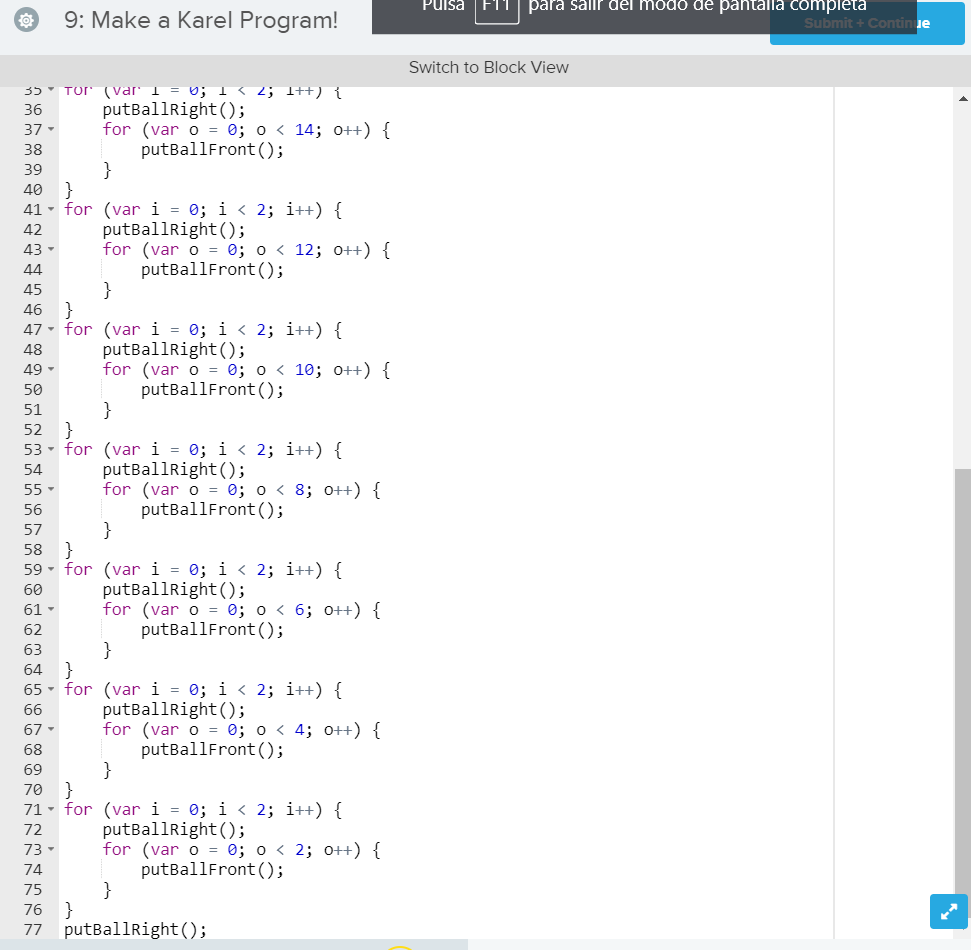 9: Make a Karel Program!
Pulsa F11 para salir del modo de pantalla completa
Submit + Continue
Switch to Block View
35 for (var i = 0; i < 2; i++) {
36 putBallRight();
37 for (var o = 0; o < 14; o++) {
38 putBallFront();
39 }
40 }
41 for (var i = 0; i < 2; i++) {
42 putBallRight();
43 for (var o = 0; o < 12; o++) {
44 putBallFront();
45 }
46 }
47 for (var i = 0; i < 2; i++) {
48 putBallRight();
49 for (var o = 0; o < 10; o++) {
50 putBallFront();
51 }
52 }
53 for (var i = 0; i < 2; i++) {
54 putBallRight();
55 for (var o = 0; o < 8; o++) {
56 putBallFront();
57 }
58 }
59 for (var i = 0; i < 2; i++) {
60 putBallRight();
61 for (var o = 0; o < 6; o++) {
62 putBallFront();
63 }
64 }
65 for (var i = 0; i < 2; i++) {
66 putBallRight();
67 for (var o = 0; o < 4; o++) {
68 putBallFront();
69 }
70 }
71 for (var i = 0; i < 2; i++) {
72 putBallRight();
73 for (var o = 0; o < 2; o++) {
74 putBallFront();
75 }
76 }
77 putBallRight();